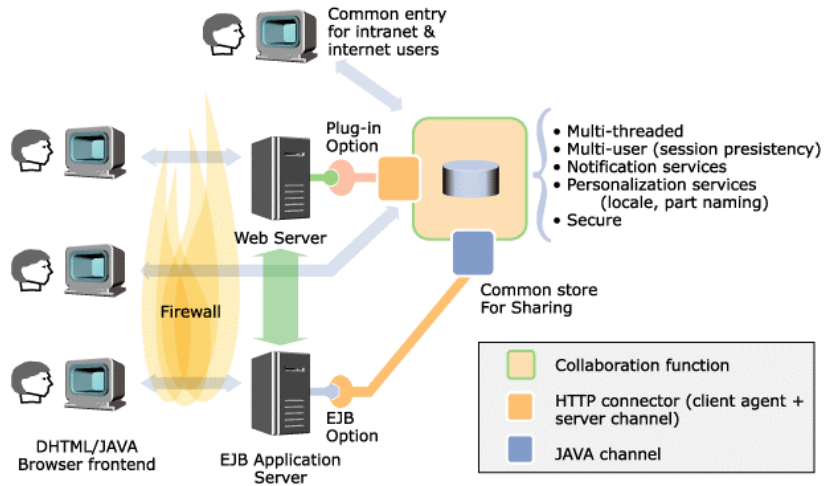 Common entry
for intranet &
internet users
Plug-in
Option
• Multi-threaded
• Multi-user (session presistency)
• Notification services
• Personalization services
(locale, part naming)
• Secure
Web Server
Firewall
Common store
For Sharing
EJB
Option
DHTML/JAVA
Browser frontend
EJB Application
Server
Collaboration function
HTTP connector (client agent +
server channel)
JAVA channel